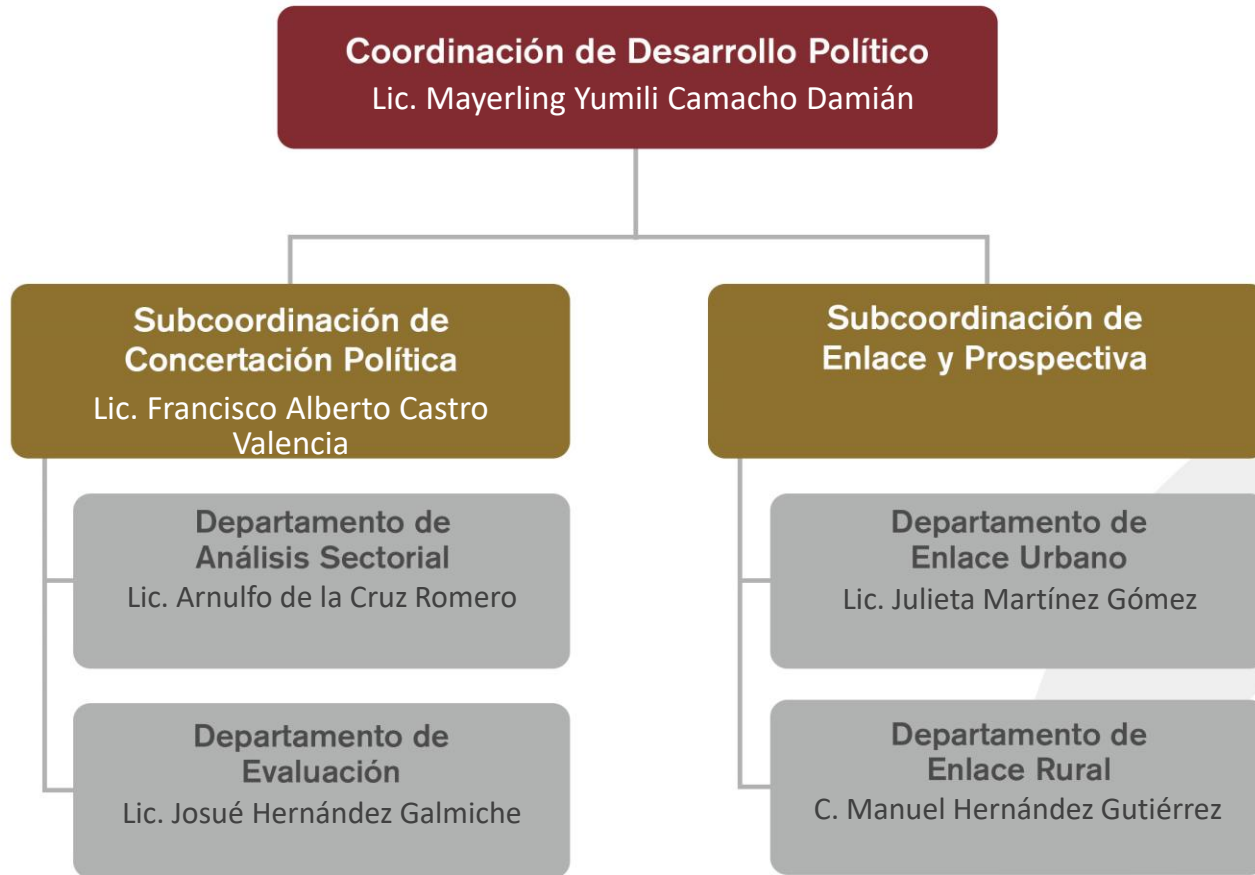 Coordinación de Desarrollo Político
Lic. Mayerling Yumili Camacho Damián
Subcoordinación de
Concertación Política
Lic. Francisco Alberto Castro
Valencia
Departamento de
Análisis Sectorial
Lic. Arnulfo de la Cruz Romero
Departamento de
Evaluación
Lic. Josué Hernández Galmiche
Subcoordinación de
Enlace y Prospectiva
Departamento de
Enlace Urbano
Lic. Julieta Martínez Gómez
Departamento de
Enlace Rural
C. Manuel Hernández Gutiérrez